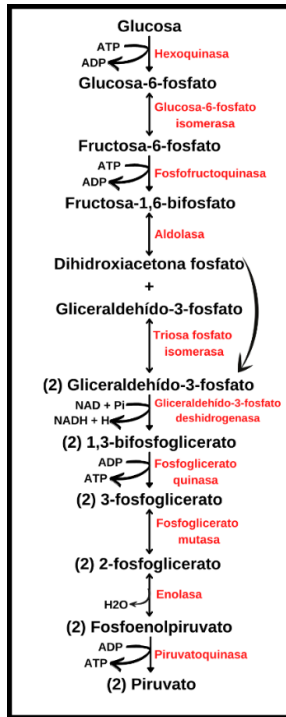 Glucosa
ATP
Hexoquinasa
ADP
Glucosa-6-fosfato
Glucosa-6-fosfato
isomerasa
Fructosa-6-fosfato
ATP
Fosfofructoquinasa
ADP
Fructosa-1,6-bifosfato
Aldolasa
Dihidroxiacetona fosfato
+
Gliceraldehído-3-fosfato
Triosa fosfato
isomerasa
(2) Gliceraldehído-3-fosfato
NAD + Pi
Gliceraldehído-3-fosfato
deshidrogenasa
NADH + H
(2) 1,3-bifosfoglicerato
ADP
Fosfoglicerato
quinasa
ATP
(2) 3-fosfoglicerato
Fosfoglicerato
mutasa
(2) 2-fosfoglicerato
Enolasa
H2O
(2) Fosfoenolpiruvato
ADP
Piruvatoquinasa
ATP
(2) Piruvato